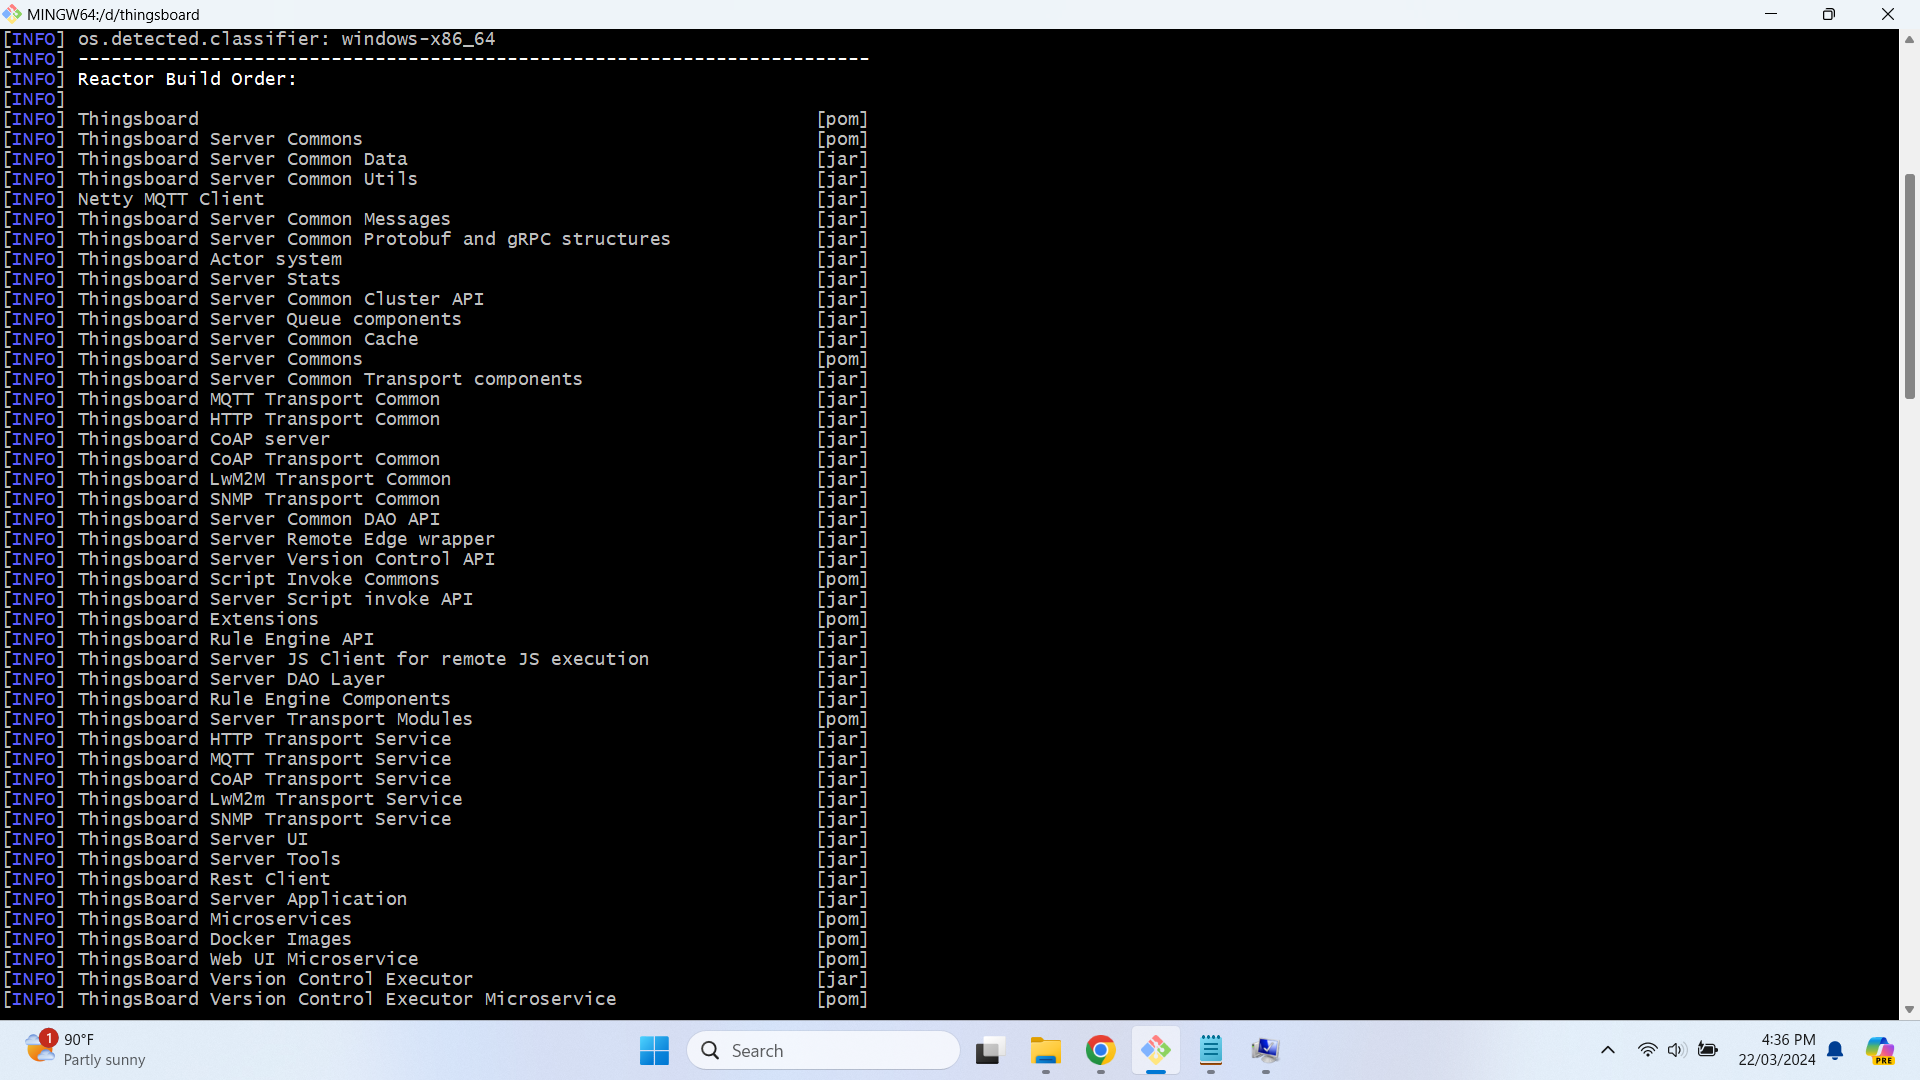 MINGW64:/d/thingsboard
[INFO] os.detected.classifier: windows-x86_64
[INFO] ------------------------------------------------------------------------
[INFO] Reactor Build Order:
[INFO]
[INFO] Thingsboard [pom]
[INFO] Thingsboard Server Commons [pom]
[INFO] Thingsboard Server Common Data [jar]
[INFO] Thingsboard Server Common Utils [jar]
[INFO] Netty MQTT Client [jar]
[INFO] Thingsboard Server Common Messages [jar]
[INFO] Thingsboard Server Common Protobuf and gRPC structures [jar]
[INFO] Thingsboard Actor system [jar]
[INFO] Thingsboard Server Stats [jar]
[INFO] Thingsboard Server Common Cluster API [jar]
[INFO] Thingsboard Server Queue components [jar]
[INFO] Thingsboard Server Common Cache [jar]
[INFO] Thingsboard Server Commons [pom]
[INFO] Thingsboard Server Common Transport components [jar]
[INFO] Thingsboard MQTT Transport Common [jar]
[INFO] Thingsboard HTTP Transport Common [jar]
[INFO] Thingsboard CoAP server [jar]
[INFO] Thingsboard CoAP Transport Common [jar]
[INFO] Thingsboard LwM2M Transport Common [jar]
[INFO] Thingsboard SNMP Transport Common [jar]
[INFO] Thingsboard Server Common DAO API [jar]
[INFO] Thingsboard Server Remote Edge wrapper [jar]
[INFO] Thingsboard Server Version Control API [jar]
[INFO] Thingsboard Script Invoke Commons [pom]
[INFO] Thingsboard Server Script invoke API [jar]
[INFO] Thingsboard Extensions [pom]
[INFO] Thingsboard Rule Engine API [jar]
[INFO] Thingsboard Server JS Client for remote JS execution [jar]
[INFO] Thingsboard Server DAO Layer [jar]
[INFO] Thingsboard Rule Engine Components [jar]
[INFO] Thingsboard Server Transport Modules [pom]
[INFO] Thingsboard HTTP Transport Service [jar]
[INFO] Thingsboard MQTT Transport Service [jar]
[INFO] Thingsboard CoAP Transport Service [jar]
[INFO] Thingsboard LwM2m Transport Service [jar]
[INFO] Thingsboard SNMP Transport Service [jar]
[INFO] ThingsBoard Server UI [jar]
[INFO] Thingsboard Server Tools [jar]
[INFO] Thingsboard Rest Client [jar]
[INFO] ThingsBoard Server Application [jar]
[INFO] ThingsBoard Microservices [pom]
[INFO] ThingsBoard Docker Images [pom]
[INFO] ThingsBoard Web UI Microservice [pom]
[INFO] ThingsBoard Version Control Executor [jar]
[INFO] ThingsBoard Version Control Executor Microservice [pom]
1
90°F
Partly sunny
Search
4:36 PM
22/03/2024
PRE